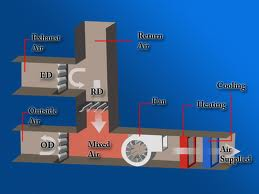 Exhaust
Air
Return
Air
ED
RD
Outside
Air
Fan
Heating
Cooling
OD
Mixed
Air
Air
Supplied